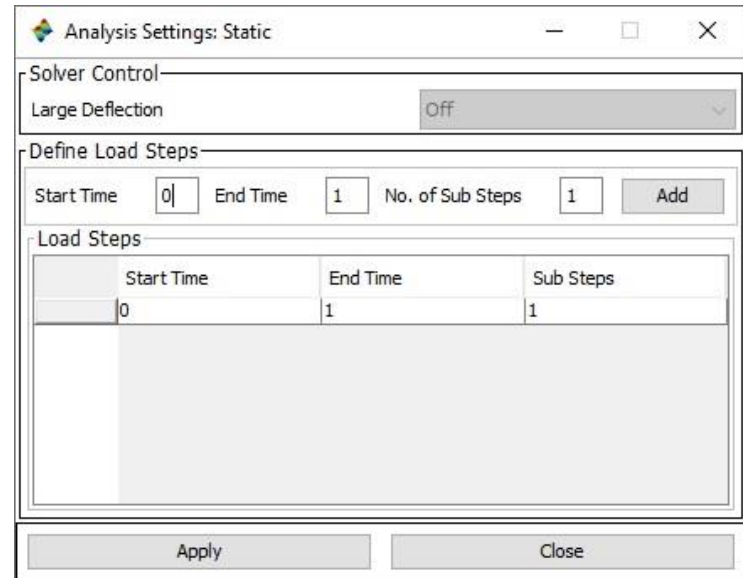 Analysis Settings: Static
Solver Control
Large Deflection Off
Define Load Steps
Start Time 0 End Time 1 No. of Sub Steps 1 Add
Load Steps
Start Time End Time Sub Steps
0 1 1
Apply Close